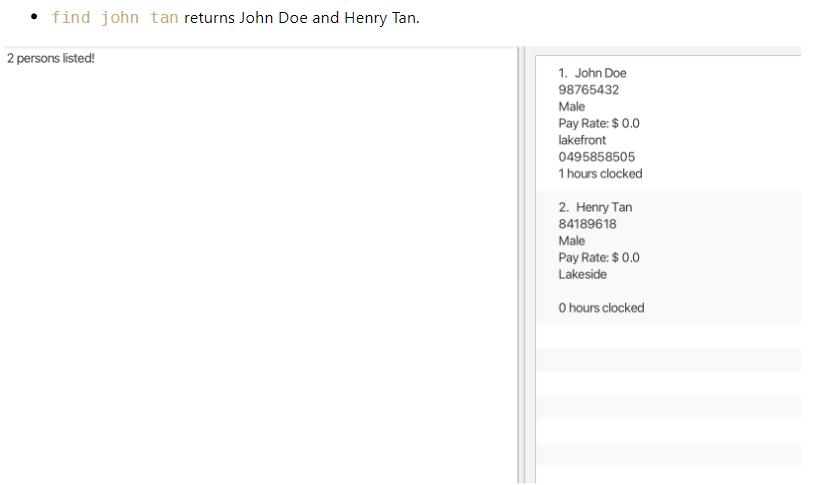 • find john tan returns John Doe and Henry Tan.
2 persons listed!
1. John Doe
98765432
Male
Pay Rate: $ 0.0
lakefront
0495858505
1 hours clocked
2. Henry Tan
84189618
Male
Pay Rate: $ 0.0
Lakeside
0 hours clocked